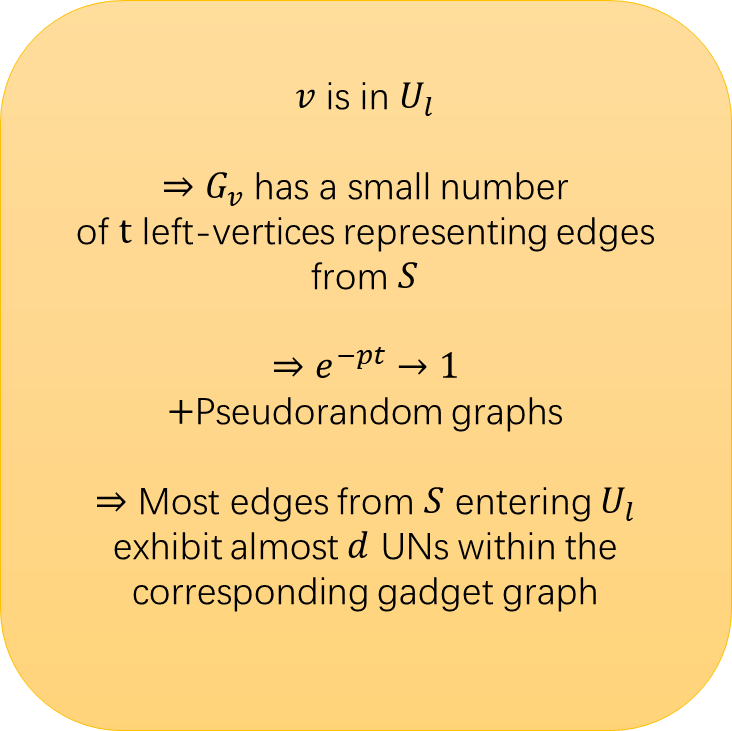 v is in U_l
⇒ G_v has a small number
of t left-vertices representing edges
from S
⇒ e^{-pt} → 1
+Pseudorandom graphs
⇒ Most edges from S entering U_l
exhibit almost d UNs within the
corresponding gadget graph